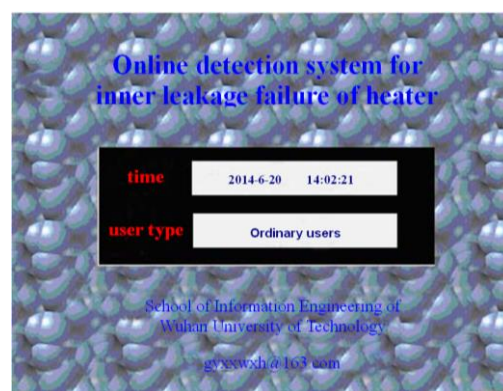 Online detection system for
inner leakage failure of heater
time 2014-6-20 14:02:21
user type Ordinary users
School of Information Engineering of
Wuhan University of Technology
gyxxwxh@163.com